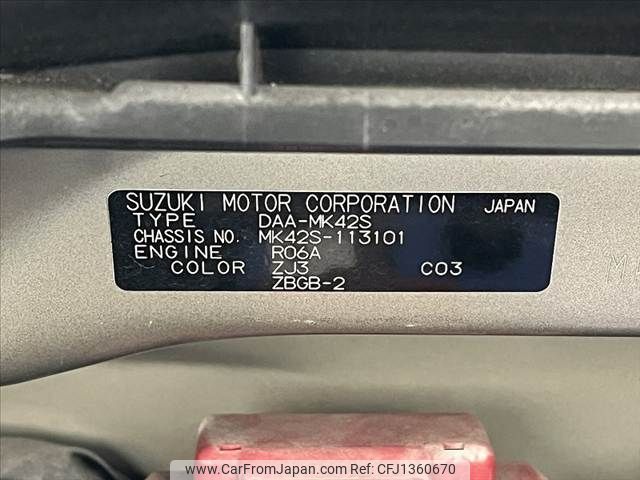 SUZUKI MOTOR CORPORATION JAPAN
TYPE DAA-MK42S
CHASSIS NO. MK42S-113101
ENGINE R06A
COLOR ZJ3 C03
ZBGB-2
www.CarFromJapan.com CFJ1360670